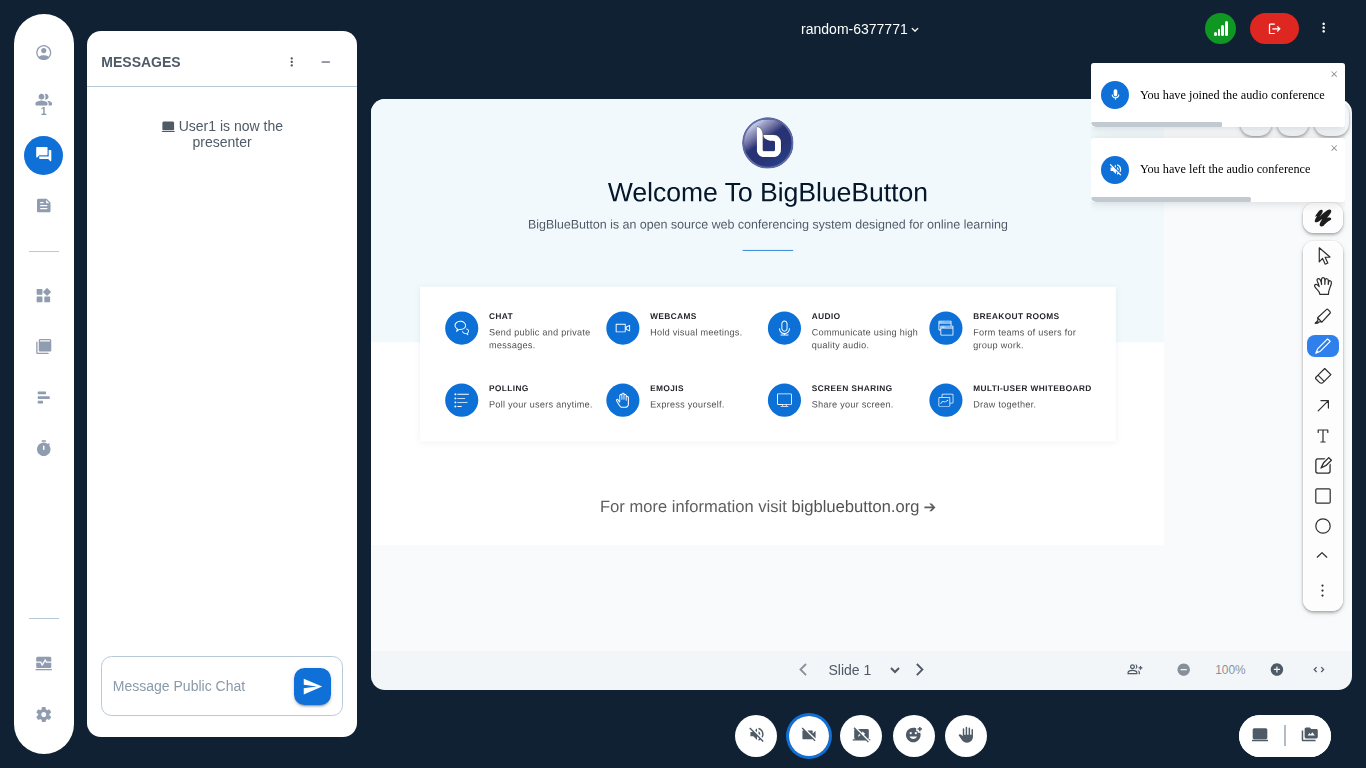 random-6377771
MESSAGES
1
User1 is now the
presenter
You have joined the audio conference
You have left the audio conference
Welcome To BigBlueButton
BigBlueButton is an open source web conferencing system designed for online learning
CHAT
Send public and private
messages.
WEBCAMS
Hold visual meetings.
AUDIO
Communicate using high
quality audio.
BREAKOUT ROOMS
Form teams of users for
group work.
POLLING
Poll your users anytime.
EMOJIS
Express yourself.
SCREEN SHARING
Share your screen.
MULTI-USER WHITEBOARD
Draw together.
For more information visit bigbluebutton.org →
Message Public Chat
Slide 1
100%